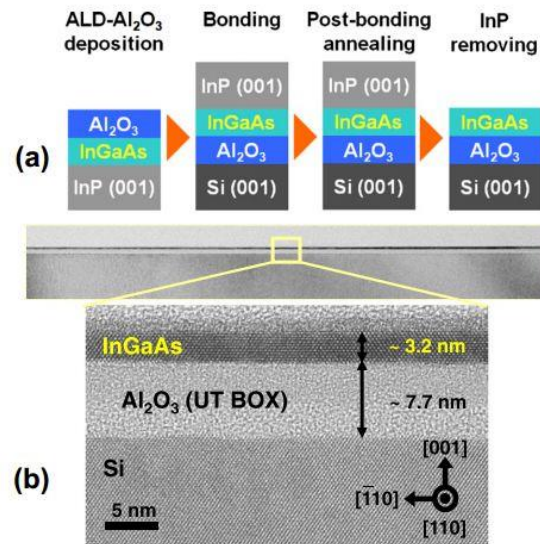 ALD-Al₂O₃ deposition
Bonding
Post-bonding annealing
InP removing
(a)
Al₂O₃
InGaAs
InP (001)
InP (001)
InGaAs
Al₂O₃
Si (001)
InP (001)
InGaAs
Al₂O₃
Si (001)
InGaAs
Al₂O₃
Si (001)
InGaAs
~ 3.2 nm
Al₂O₃ (UT BOX)
~ 7.7 nm
Si
[001]
[1̅10]
[110]
(b)
5 nm